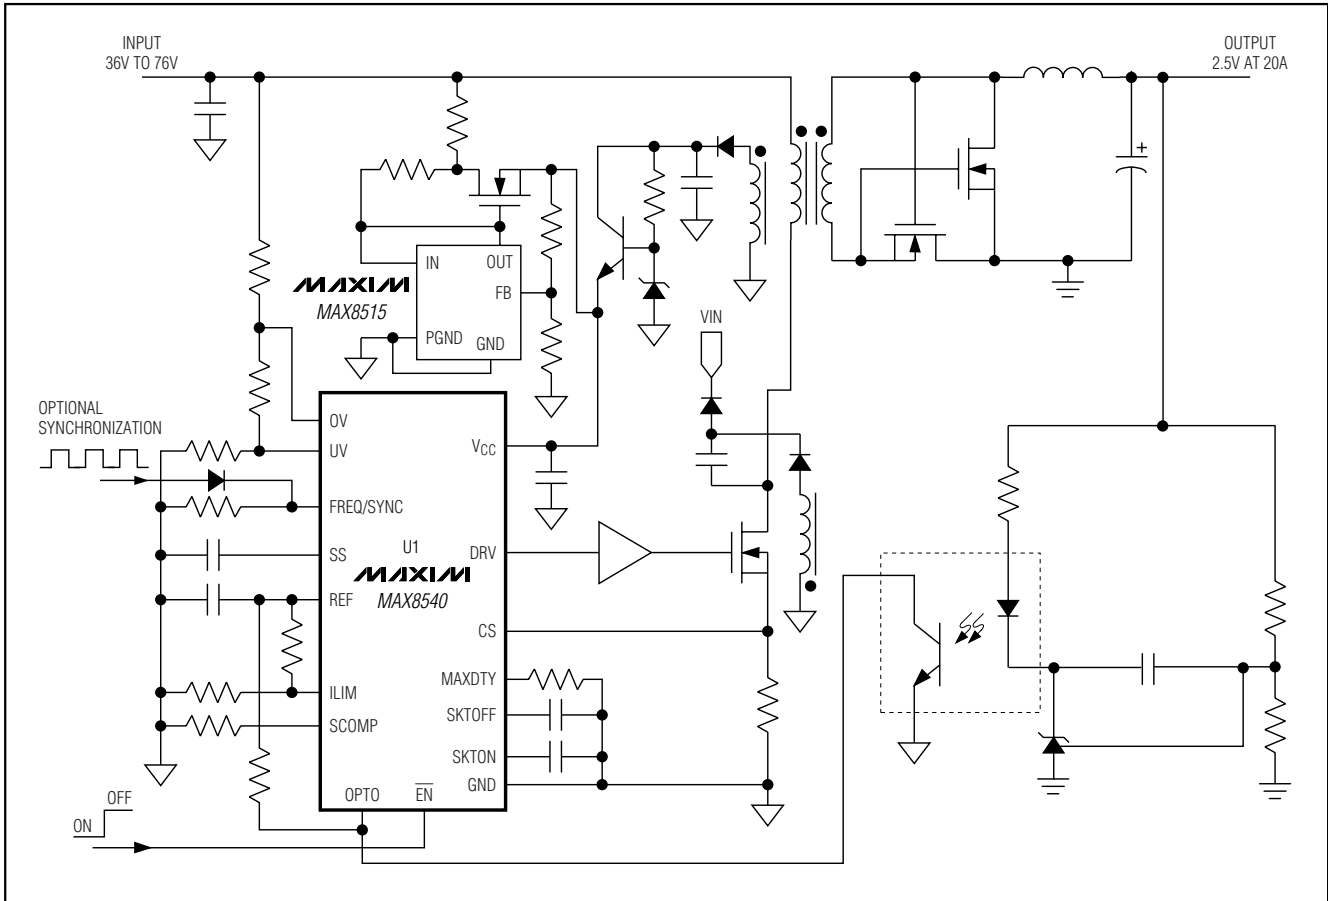 INPUT
36V TO 76V
OUTPUT
2.5V AT 20A
IN
OUT
FB
PGND
GND
MAXIM
MAX8515
VIN
OPTIONAL
SYNCHRONIZATION
OV
UV
FREQ/SYNC
SS
REF
ILIM
SCOMP
OPTO
EN
U1
MAXIM
MAX8540
VCC
DRV
CS
MAXDTY
SKTOFF
SKTON
GND
OFF
ON
+